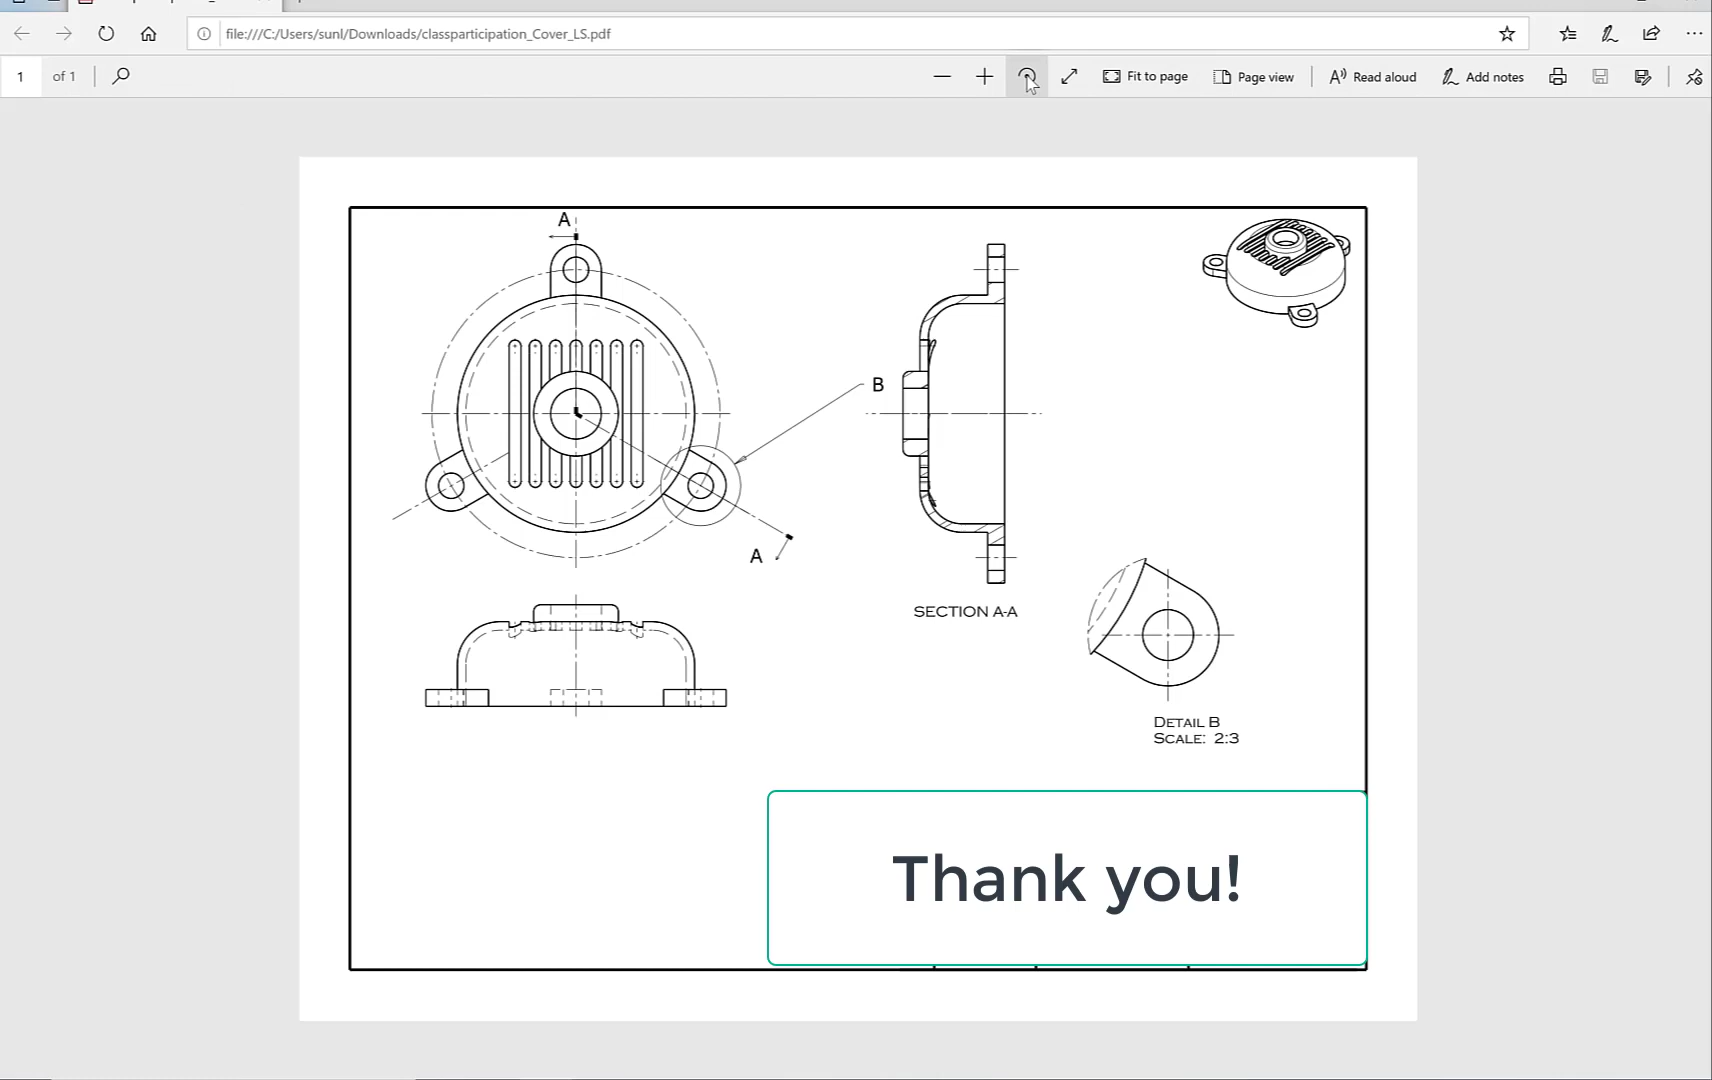 file:///C:/Users/sunl/Downloads/classparticipation_Cover_LS.pdf
1 of 1
Fit to page
Page view
Read aloud
Add notes
A
B
A
SECTION A-A
DETAIL B
SCALE: 2:3
Thank you!